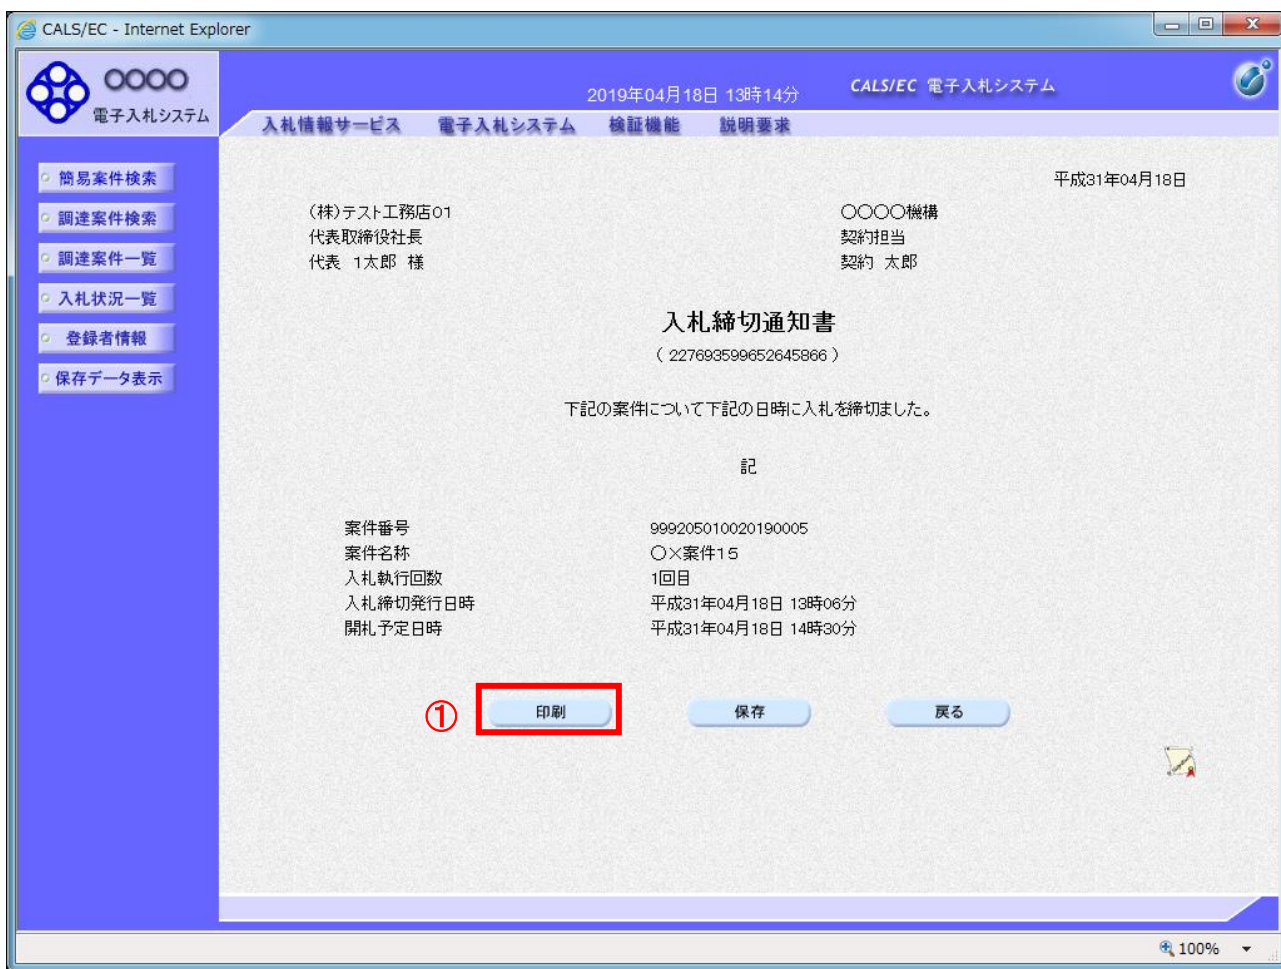 CALS/EC - Internet Explorer
OOOO
電子入札システム
2019年04月18日 13時14分
CALS/EC 電子入札システム
入札情報サービス 電子入札システム 検証機能 説明要求
簡易案件検索
調達案件検索
調達案件一覧
入札状況一覧
登録者情報
保存データ表示
平成31年04月18日
(株)テスト工務店01
代表取締役社長
代表 1太郎 様
〇〇〇〇機構
契約担当
契約 太郎
入札締切通知書
( 227693599652645866 )
下記の案件について下記の日時に入札を締切ました。
記
案件番号 999205010020190005
案件名称 〇×案件15
入札執行回数 1回目
入札締切発行日時 平成31年04月18日 13時06分
開札予定日時 平成31年04月18日 14時30分
① 印刷 保存 戻る
100%